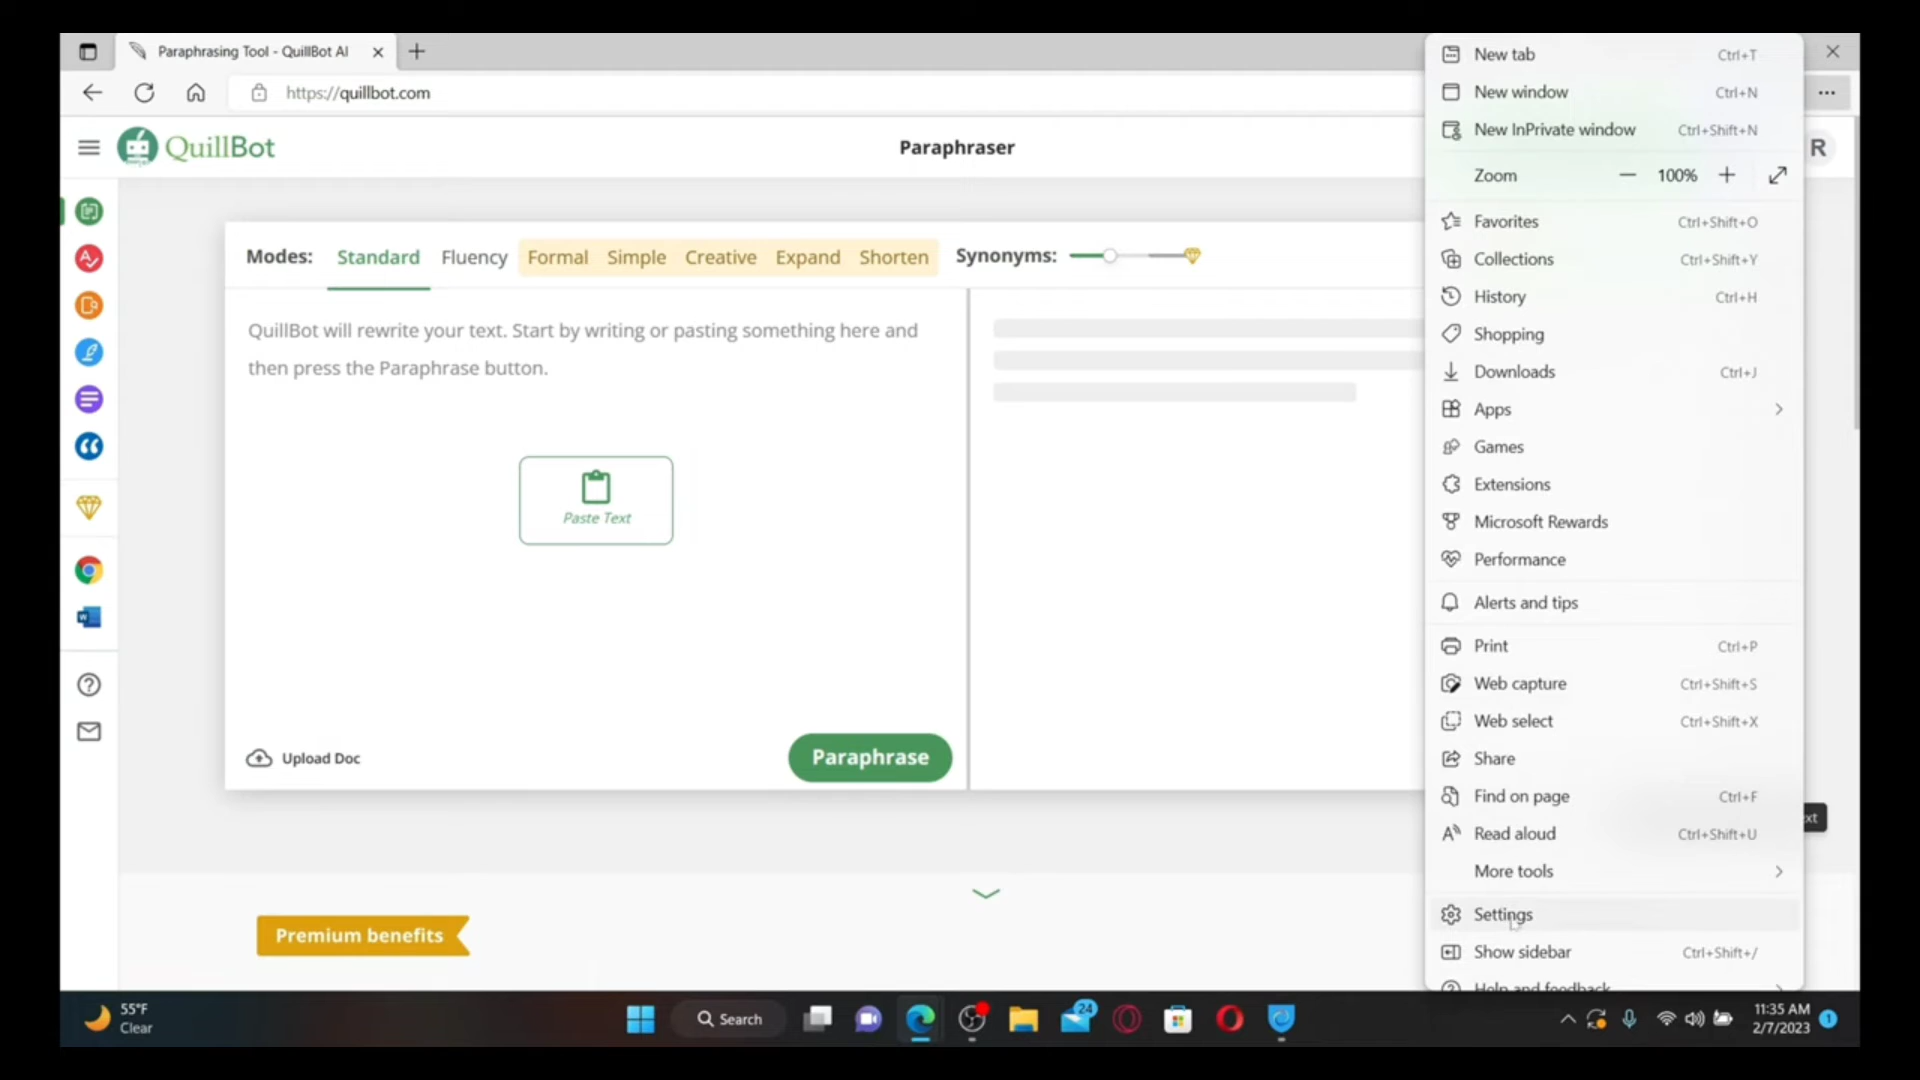 Paraphrasing Tool - QuillBot AI
https://quillbot.com
QuillBot
Paraphraser
R
Modes:
Standard
Fluency
Formal
Simple
Creative
Expand
Shorten
Synonyms:
QuillBot will rewrite your text. Start by writing or pasting something here and
then press the Paraphrase button.
Paste Text
Upload Doc
Paraphrase
Premium benefits
New tab Ctrl+T
New window Ctrl+N
New InPrivate window Ctrl+Shift+N
Zoom 100%
Favorites Ctrl+Shift+O
Collections Ctrl+Shift+Y
History Ctrl+H
Shopping
Downloads Ctrl+J
Apps
Games
Extensions
Microsoft Rewards
Performance
Alerts and tips
Print Ctrl+P
Web capture Ctrl+Shift+S
Web select Ctrl+Shift+X
Share
Find on page Ctrl+F
Read aloud Ctrl+Shift+U
More tools
Settings
Show sidebar Ctrl+Shift+/
Help and feedback
55°F
Clear
Search
24
11:35 AM
2/7/2023
1